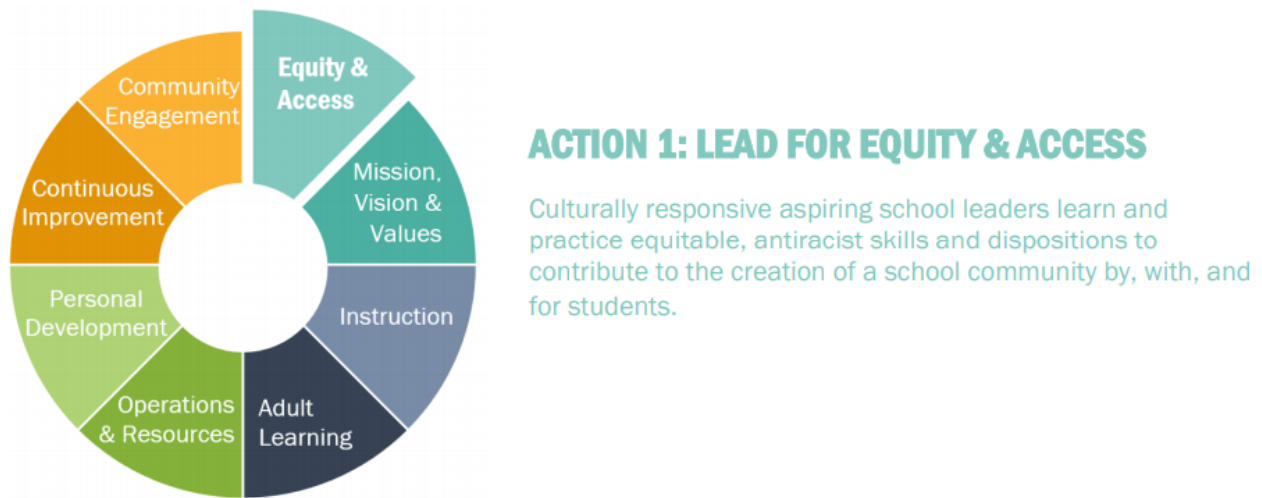 Equity &
Access
Mission,
Vision &
Values
Instruction
Adult
Learning
Operations
& Resources
Personal
Development
Continuous
Improvement
Community
Engagement
ACTION 1: LEAD FOR EQUITY & ACCESS
Culturally responsive aspiring school leaders learn and
practice equitable, antiracist skills and dispositions to
contribute to the creation of a school community by, with, and
for students.